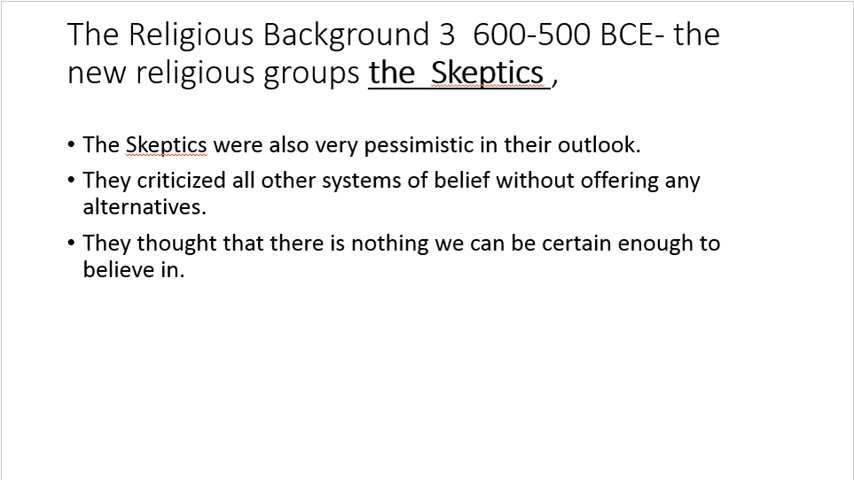 The Religious Background 3  600-500 BCE- the
new religious groups the  Skeptics ,
• The Skeptics were also very pessimistic in their outlook.
• They criticized all other systems of belief without offering any
alternatives.
• They thought that there is nothing we can be certain enough to
believe in.